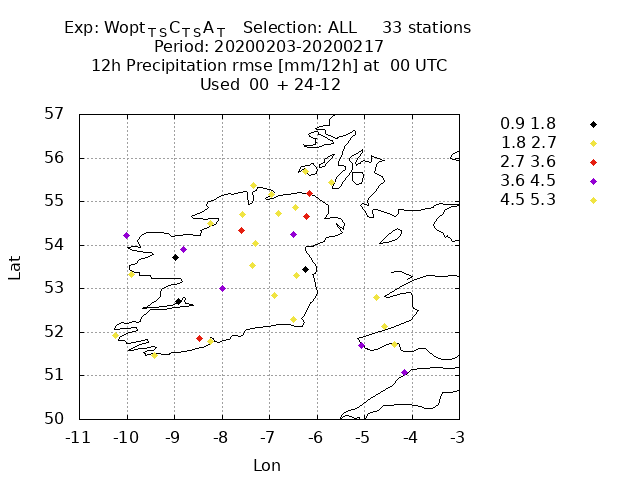 Exp: Wopt_TS C_TS A_T   Selection: ALL     33 stations
Period: 20200203-20200217
12h Precipitation rmse [mm/12h] at  00 UTC
Used  00 + 24-12
0.9 1.8
1.8 2.7
2.7 3.6
3.6 4.5
4.5 5.3
57
56
55
54
53
52
51
50
Lat
-11 -10 -9 -8 -7 -6 -5 -4 -3
Lon